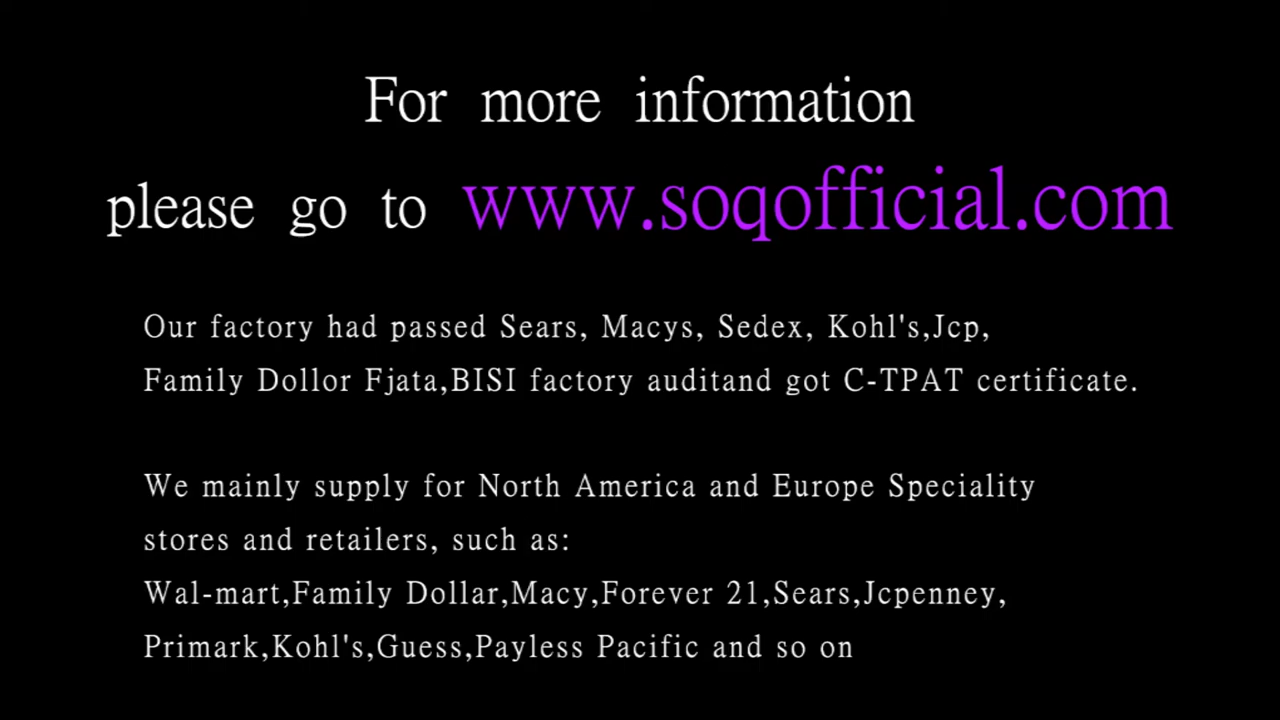 For more information
please go to www.soqofficial.com
Our factory had passed Sears, Macys, Sedex, Kohl's,Jcp,
Family Dollor Fjata,BISI factory auditand got C-TPAT certificate.
We mainly supply for North America and Europe Speciality
stores and retailers, such as:
Wal-mart,Family Dollar,Macy,Forever 21,Sears,Jcpenney,
Primark,Kohl's,Guess,Payless Pacific and so on